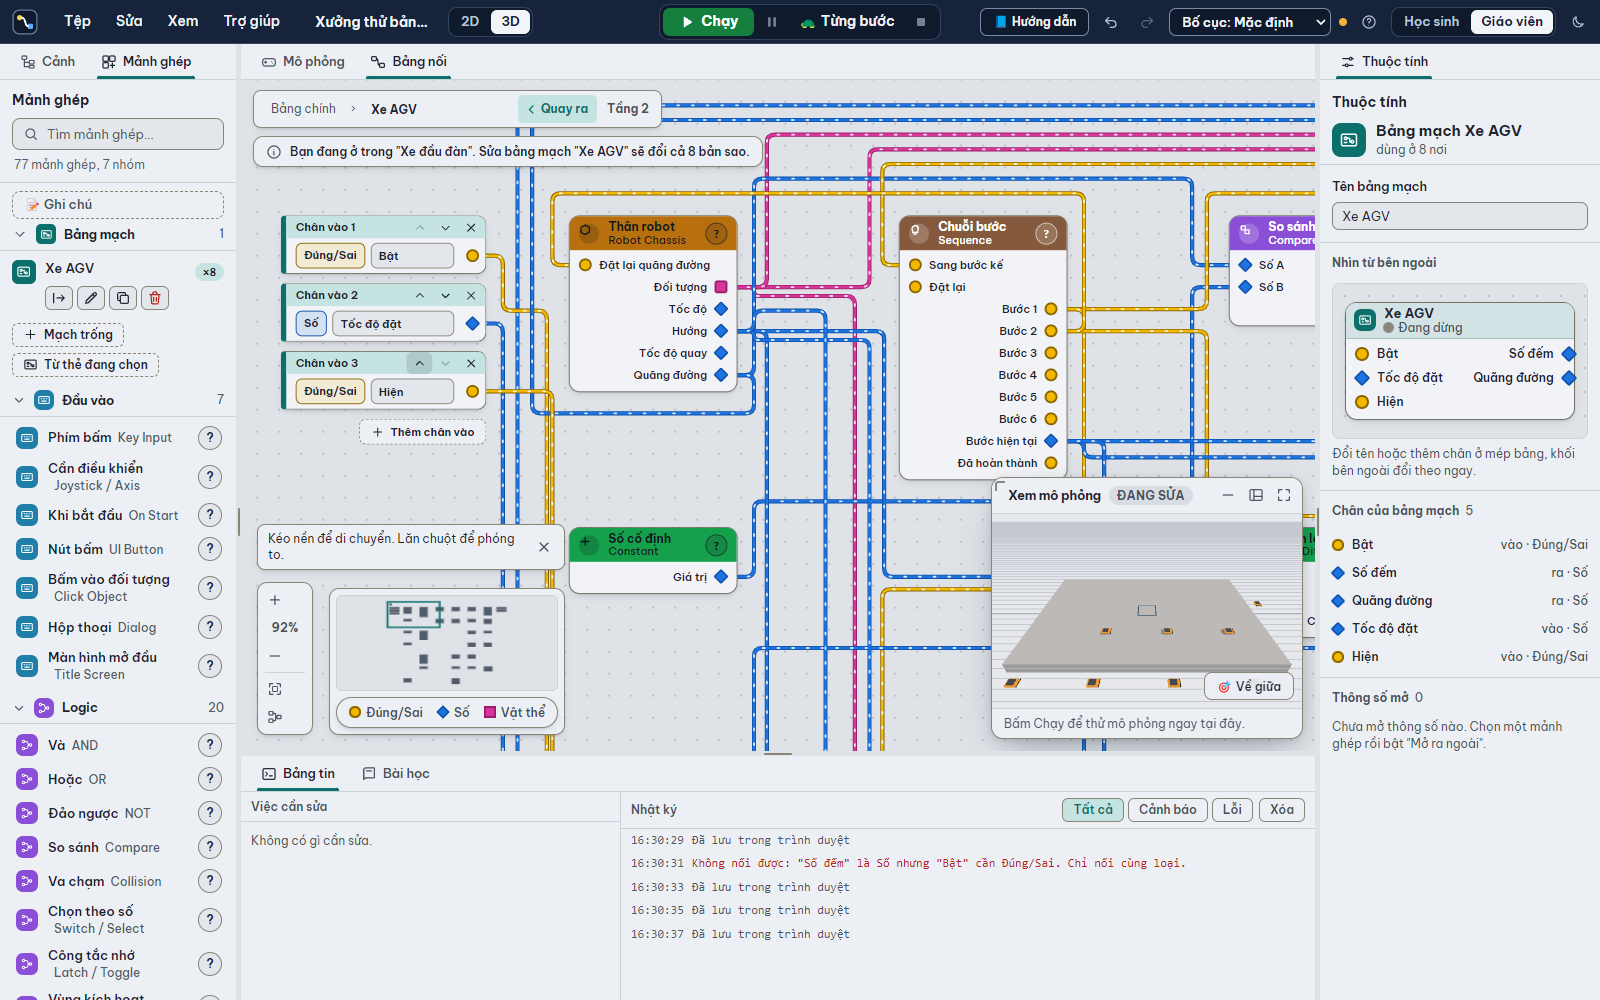 Tệp Sửa Xem Trợ giúp Xưởng thử bản... 2D 3D Chạy Từng bước Hướng dẫn Bố cục: Mặc định Học sinh Giáo viên
Cảnh Mảnh ghép
Mảnh ghép
Tìm mảnh ghép...
77 mảnh ghép, 7 nhóm
Ghi chú
Bảng mạch 1
Xe AGV ×8
Mạch trống
Từ thẻ đang chọn
Đầu vào 7
Phím bấm Key Input ?
Cần điều khiển
Joystick / Axis ?
Khi bắt đầu On Start ?
Nút bấm UI Button ?
Bấm vào đối tượng
Click Object ?
Hộp thoại Dialog ?
Màn hình mở đầu
Title Screen ?
Logic 20
Và AND ?
Hoặc OR ?
Đảo ngược NOT ?
So sánh Compare ?
Va chạm Collision ?
Chọn theo số
Switch / Select ?
Công tắc nhớ
Latch / Toggle ?
Vùng kích hoạt
Mô phỏng Bảng nối
Bảng chính › Xe AGV Quay ra Tầng 2
Bạn đang ở trong "Xe đầu đàn". Sửa bảng mạch "Xe AGV" sẽ đổi cả 8 bản sao.
Chân vào 1
Đúng/Sai Bật
Chân vào 2
Số Tốc độ đặt
Chân vào 3
Đúng/Sai Hiện
Thêm chân vào
Thân robot
Robot Chassis ?
Đặt lại quãng đường
Đối tượng
Tốc độ
Hướng
Tốc độ quay
Quãng đường
Chuỗi bước
Sequence ?
Sang bước kế
Đặt lại
Bước 1
Bước 2
Bước 3
Bước 4
Bước 5
Bước 6
Bước hiện tại
Đã hoàn thành
So sánh
Compare
Số A
Số B
Kéo nền để di chuyển. Lăn chuột để phóng
to.
Số cố định
Constant ?
Giá trị
92%
Đúng/Sai Số Vật thể
Xem mô phỏng ĐANG SỬA
Về giữa
Bấm Chạy để thử mô phỏng ngay tại đây.
Bảng tin Bài học
Việc cần sửa
Không có gì cần sửa.
Nhật ký Tất cả Cảnh báo Lỗi Xóa
16:30:29 Đã lưu trong trình duyệt
16:30:31 Không nối được: "Số đếm" là Số nhưng "Bật" cần Đúng/Sai. Chỉ nối cùng loại.
16:30:33 Đã lưu trong trình duyệt
16:30:35 Đã lưu trong trình duyệt
16:30:37 Đã lưu trong trình duyệt
Thuộc tính
Thuộc tính
Bảng mạch Xe AGV
dùng ở 8 nơi
Tên bảng mạch
Xe AGV
Nhìn từ bên ngoài
Xe AGV
Đang dừng
Bật Số đếm
Tốc độ đặt Quãng đường
Hiện
Đổi tên hoặc thêm chân ở mép bảng, khối
bên ngoài đổi theo ngay.
Chân của bảng mạch 5
Bật vào · Đúng/Sai
Số đếm ra · Số
Quãng đường ra · Số
Tốc độ đặt vào · Số
Hiện vào · Đúng/Sai
Thông số mở 0
Chưa mở thông số nào. Chọn một mảnh
ghép rồi bật "Mở ra ngoài".